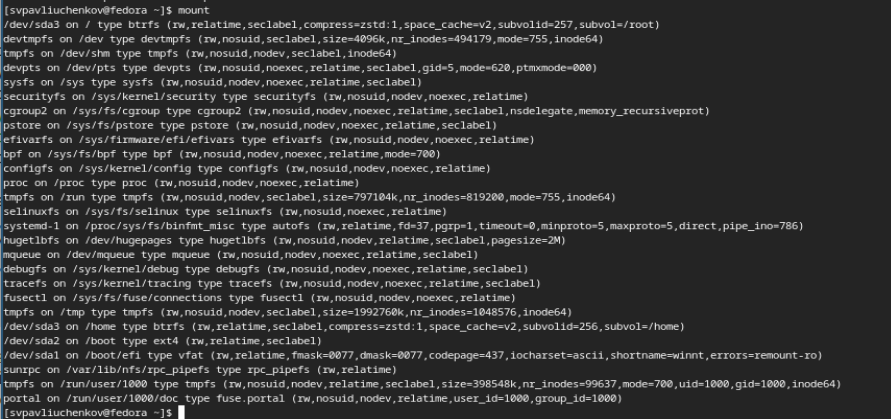 [svpavliuchenkov@fedora ~]$ mount
/dev/sda3 on / type btrfs (rw,relatime,seclabel,compress=zstd:1,space_cache=v2,subvolid=257,subvol=/root)
devtmpfs on /dev type devtmpfs (rw,nosuid,seclabel,size=4096k,nr_inodes=494179,mode=755,inode64)
tmpfs on /dev/shm type tmpfs (rw,nosuid,nodev,seclabel,inode64)
devpts on /dev/pts type devpts (rw,nosuid,noexec,relatime,seclabel,gid=5,mode=620,ptmxmode=000)
sysfs on /sys type sysfs (rw,nosuid,nodev,noexec,relatime,seclabel)
securityfs on /sys/kernel/security type securityfs (rw,nosuid,nodev,noexec,relatime)
cgroup2 on /sys/fs/cgroup type cgroup2 (rw,nosuid,nodev,noexec,relatime,seclabel,nsdelegate,memory_recursiveprot)
pstore on /sys/fs/pstore type pstore (rw,nosuid,nodev,noexec,relatime,seclabel)
efivarfs on /sys/firmware/efi/efivars type efivarfs (rw,nosuid,nodev,noexec,relatime)
bpf on /sys/fs/bpf type bpf (rw,nosuid,nodev,noexec,relatime,mode=700)
configfs on /sys/kernel/config type configfs (rw,nosuid,nodev,noexec,relatime)
proc on /proc type proc (rw,nosuid,nodev,noexec,relatime)
tmpfs on /run type tmpfs (rw,nosuid,nodev,seclabel,size=797104k,nr_inodes=819200,mode=755,inode64)
selinuxfs on /sys/fs/selinux type selinuxfs (rw,nosuid,noexec,relatime)
systemd-1 on /proc/sys/fs/binfmt_misc type autofs (rw,relatime,fd=37,pgrp=1,timeout=0,minproto=5,maxproto=5,direct,pipe_ino=786)
hugetlbfs on /dev/hugepages type hugetlbfs (rw,nosuid,nodev,relatime,seclabel,pagesize=2M)
mqueue on /dev/mqueue type mqueue (rw,nosuid,nodev,noexec,relatime,seclabel)
debugfs on /sys/kernel/debug type debugfs (rw,nosuid,nodev,noexec,relatime,seclabel)
tracefs on /sys/kernel/tracing type tracefs (rw,nosuid,nodev,noexec,relatime,seclabel)
fusectl on /sys/fs/fuse/connections type fusectl (rw,nosuid,nodev,noexec,relatime)
tmpfs on /tmp type tmpfs (rw,nosuid,nodev,seclabel,size=1992760k,nr_inodes=1048576,inode64)
/dev/sda3 on /home type btrfs (rw,relatime,seclabel,compress=zstd:1,space_cache=v2,subvolid=256,subvol=/home)
/dev/sda2 on /boot type ext4 (rw,relatime,seclabel)
/dev/sda1 on /boot/efi type vfat (rw,relatime,fmask=0077,dmask=0077,codepage=437,iocharset=ascii,shortname=winnt,errors=remount-ro)
sunrpc on /var/lib/nfs/rpc_pipefs type rpc_pipefs (rw,relatime)
tmpfs on /run/user/1000 type tmpfs (rw,nosuid,nodev,relatime,seclabel,size=398548k,nr_inodes=99637,mode=700,uid=1000,gid=1000,inode64)
portal on /run/user/1000/doc type fuse.portal (rw,nosuid,nodev,relatime,user_id=1000,group_id=1000)
[svpavliuchenkov@fedora ~]$